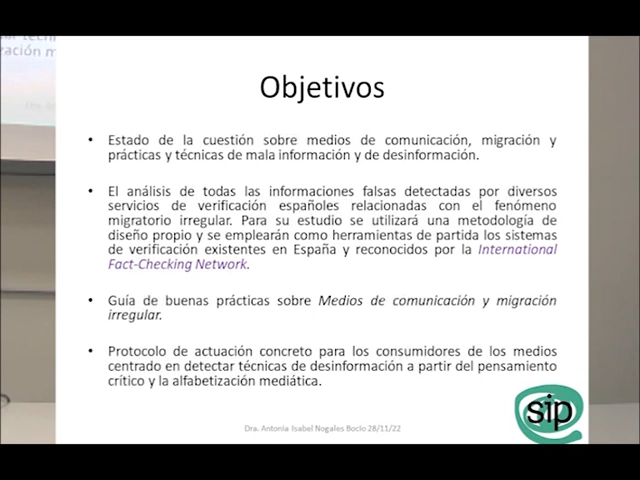 Objetivos
• Estado de la cuestión sobre medios de comunicación, migración y
prácticas y técnicas de mala información y de desinformación.
• El análisis de todas las informaciones falsas detectadas por diversos
servicios de verificación españoles relacionadas con el fenómeno
migratorio irregular. Para su estudio se utilizará una metodología de
diseño propio y se emplearán como herramientas de partida los sistemas
de verificación existentes en España y reconocidos por la International
Fact-Checking Network.
• Guía de buenas prácticas sobre Medios de comunicación y migración
irregular.
• Protocolo de actuación concreto para los consumidores de los medios
centrado en detectar técnicas de desinformación a partir del pensamiento
crítico y la alfabetización mediática.
Dra. Antonia Isabel Nogales Bocio 28/11/22
sip